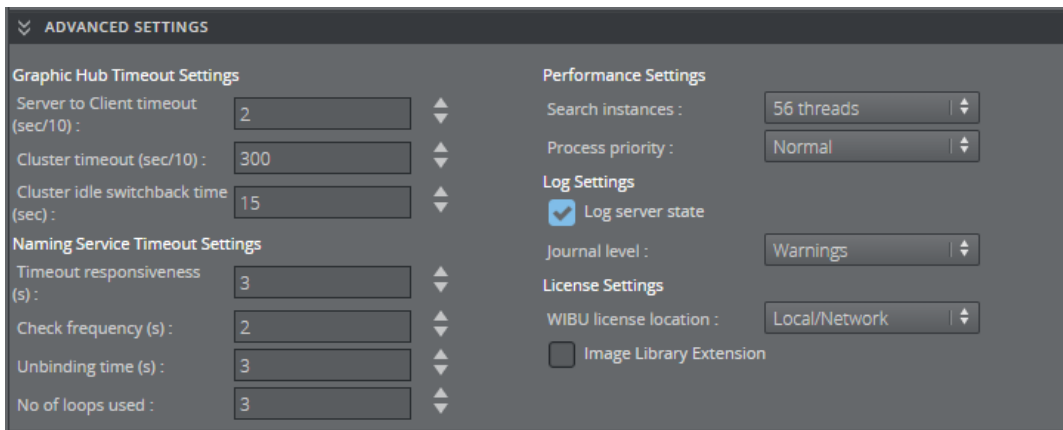 ADVANCED SETTINGS
Graphic Hub Timeout Settings
Server to Client timeout
(sec/10) :
2
Cluster timeout (sec/10) :
300
Cluster idle switchback time
(sec) :
15
Naming Service Timeout Settings
Timeout responsiveness
(s) :
3
Check frequency (s) :
2
Unbinding time (s) :
3
No of loops used :
3
Performance Settings
Search instances :
56 threads
Process priority :
Normal
Log Settings
Log server state
Journal level :
Warnings
License Settings
WIBU license location :
Local/Network
Image Library Extension